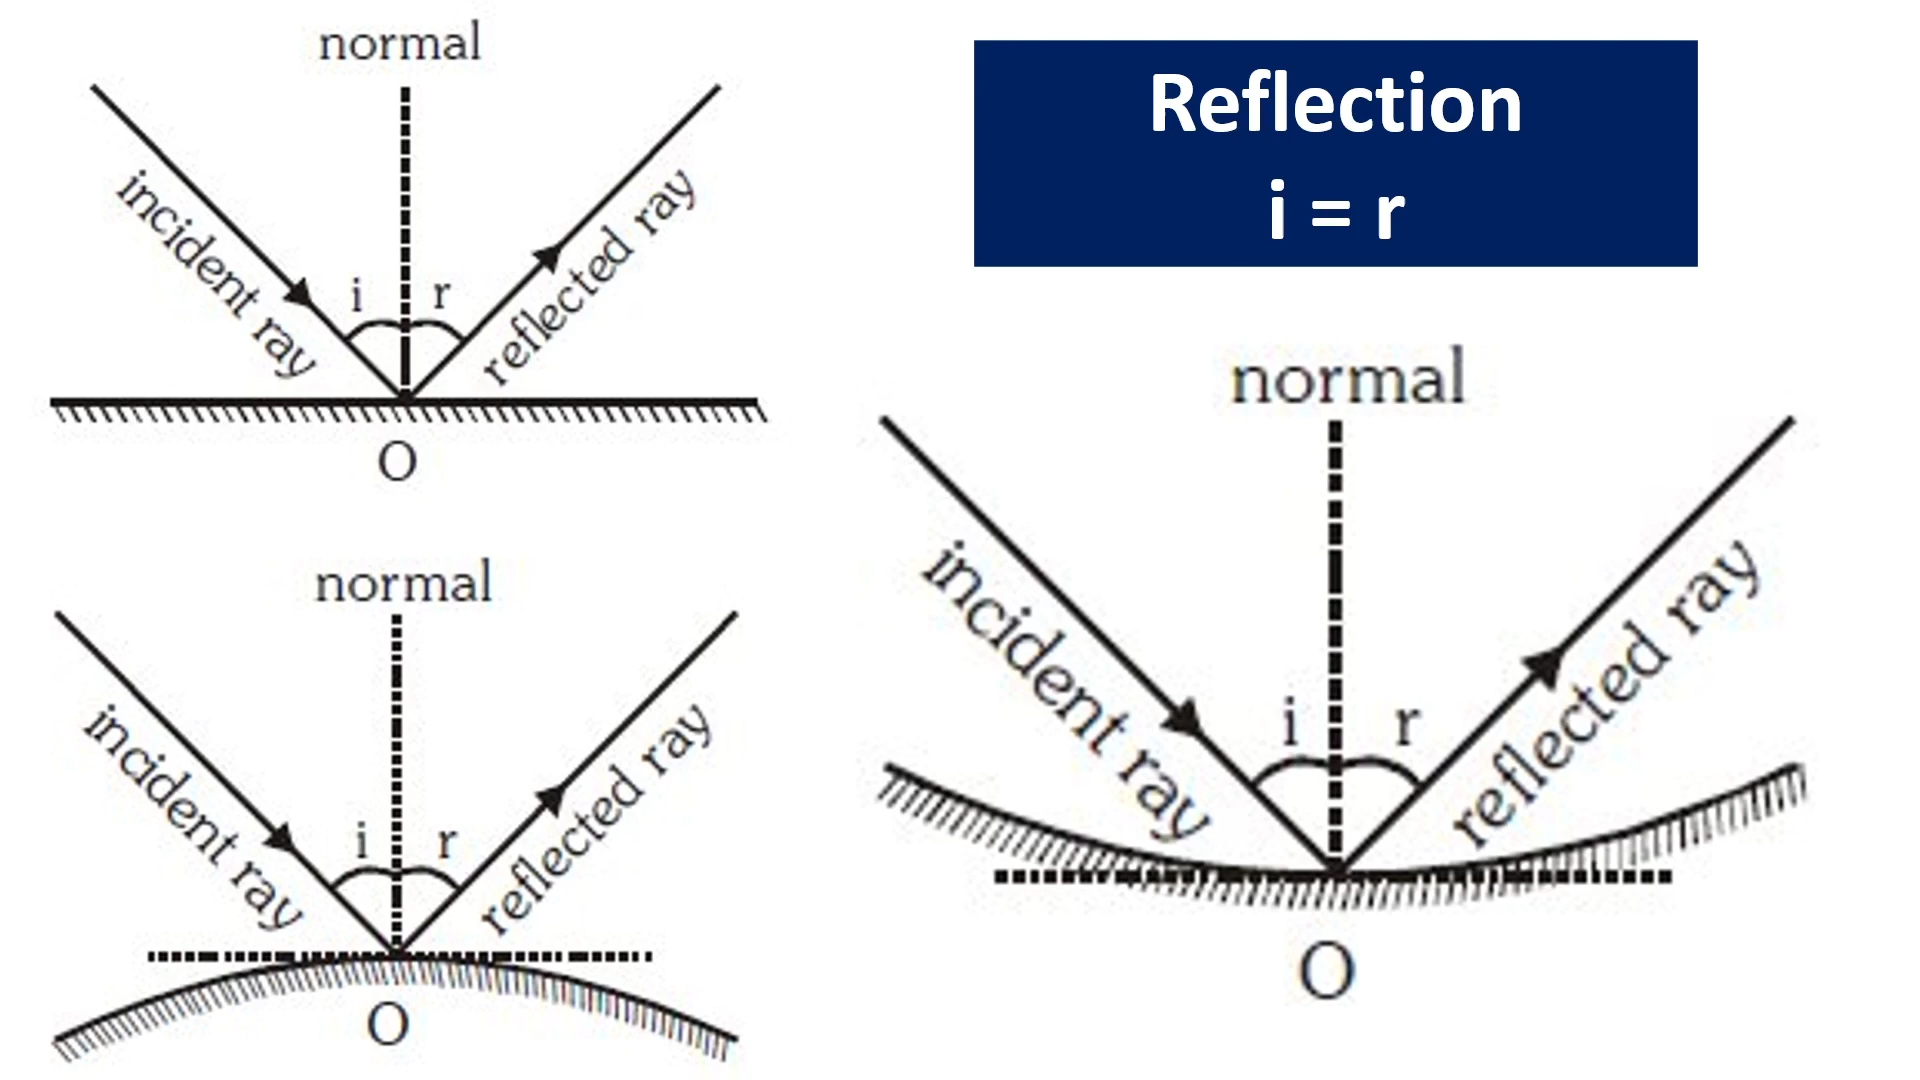 normal
incident ray
i
r
reflected ray
O
Reflection
i = r
normal
incident ray
i
r
reflected ray
O
normal
incident ray
i
r
reflected ray
O